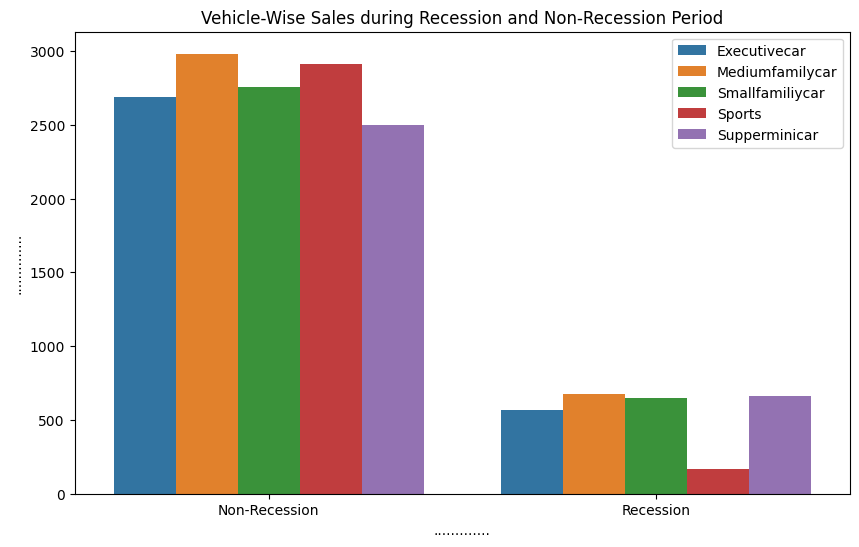 Vehicle-Wise Sales during Recession and Non-Recession Period
3000
2500
2000
1500
1000
500
0
.............
Executivecar
Mediumfamilycar
Smallfamiliycar
Sports
Supperminicar
Non-Recession
Recession
.............